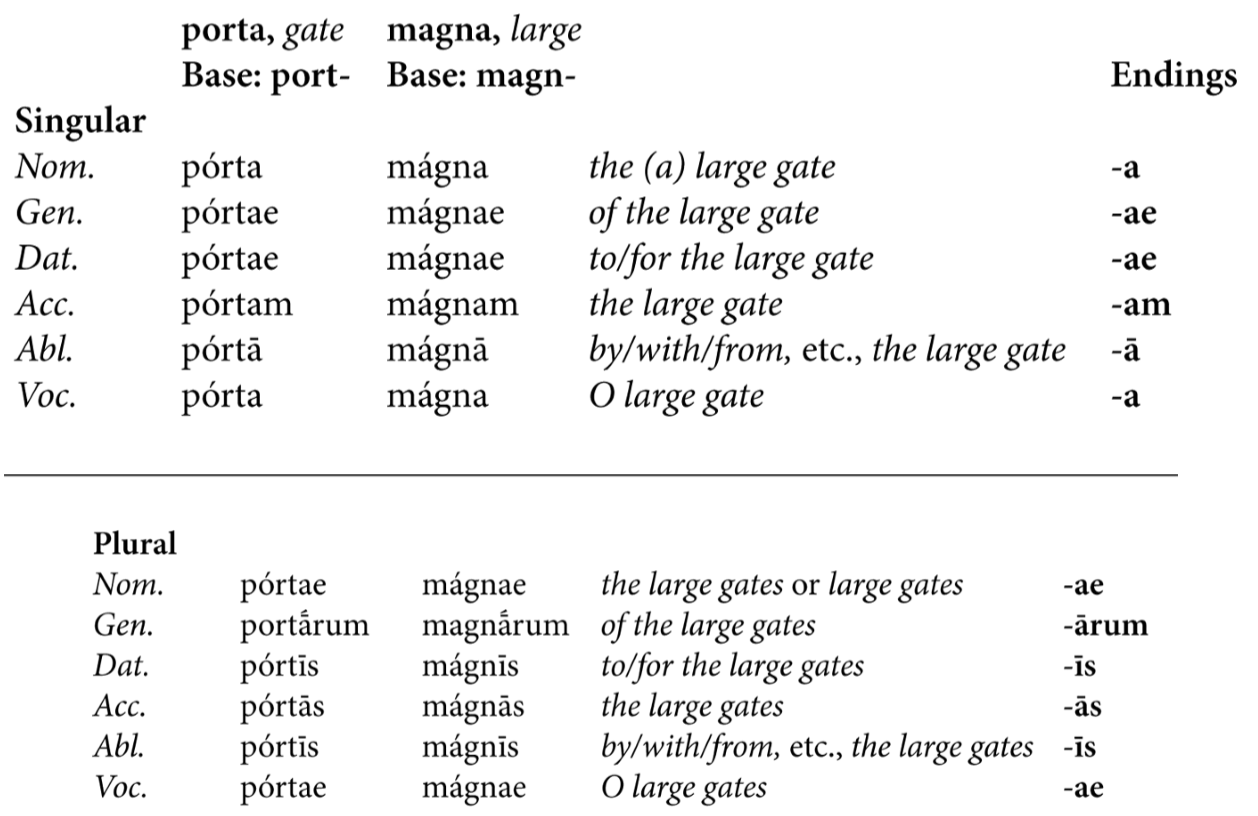 porta, gate magna, large
Base: port- Base: magn- Endings
Singular
Nom. pórta mágna the (a) large gate -a
Gen. pórtae mágnae of the large gate -ae
Dat. pórtae mágnae to/for the large gate -ae
Acc. pórtam mágnam the large gate -am
Abl. pórtā mágnā by/with/from, etc., the large gate -ā
Voc. pórta mágna O large gate -a
Plural
Nom. pórtae mágnae the large gates or large gates -ae
Gen. portā́rum magnā́rum of the large gates -ārum
Dat. pórtīs mágnīs to/for the large gates -īs
Acc. pórtās mágnās the large gates -ās
Abl. pórtīs mágnīs by/with/from, etc., the large gates -īs
Voc. pórtae mágnae O large gates -ae